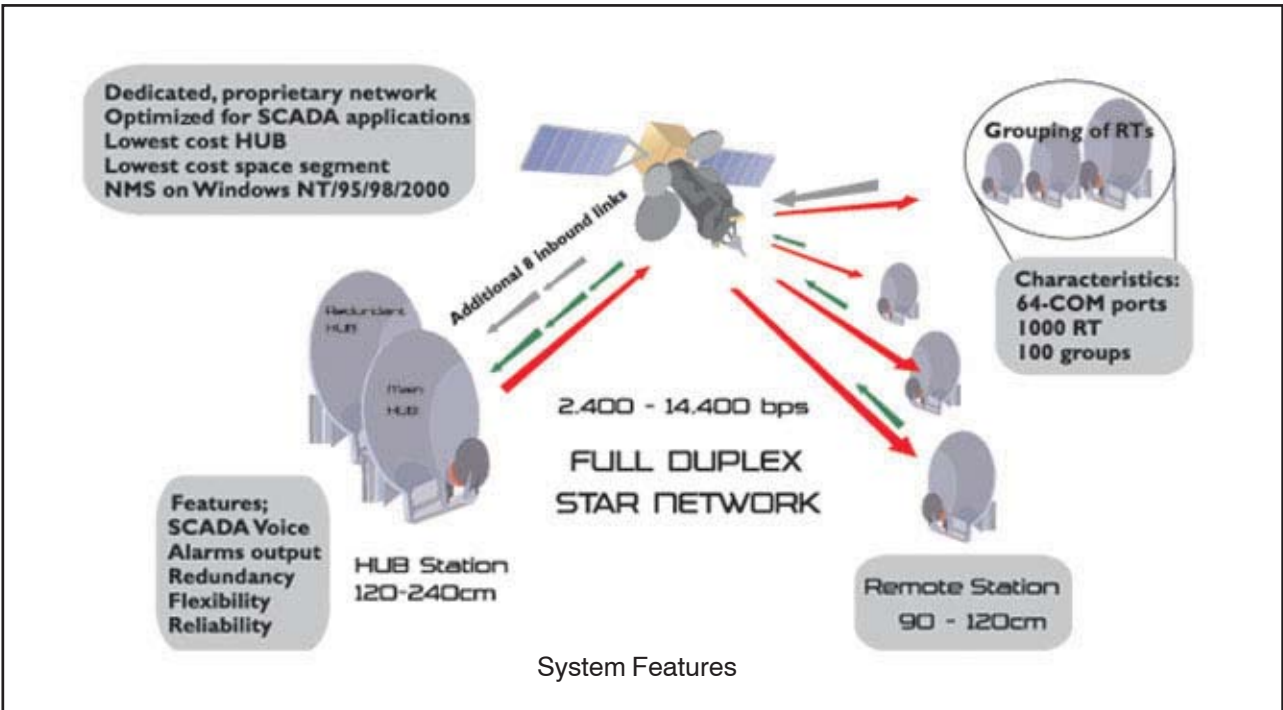 Dedicated, proprietary network
Optimized for SCADA applications
Lowest cost HUB
Lowest cost space segment
NMS on Windows NT/95/98/2000
Grouping of RTs
Additional 8 inbound links
Characteristics:
64-COM ports
1000 RT
100 groups
Redundant
HUB
Main
HUB
2.400 - 14.400 bps
FULL DUPLEX
STAR NETWORK
Features;
SCADA Voice
Alarms output
Redundancy
Flexibility
Reliability
HUB Station
120-240cm
Remote Station
90 - 120cm
System Features